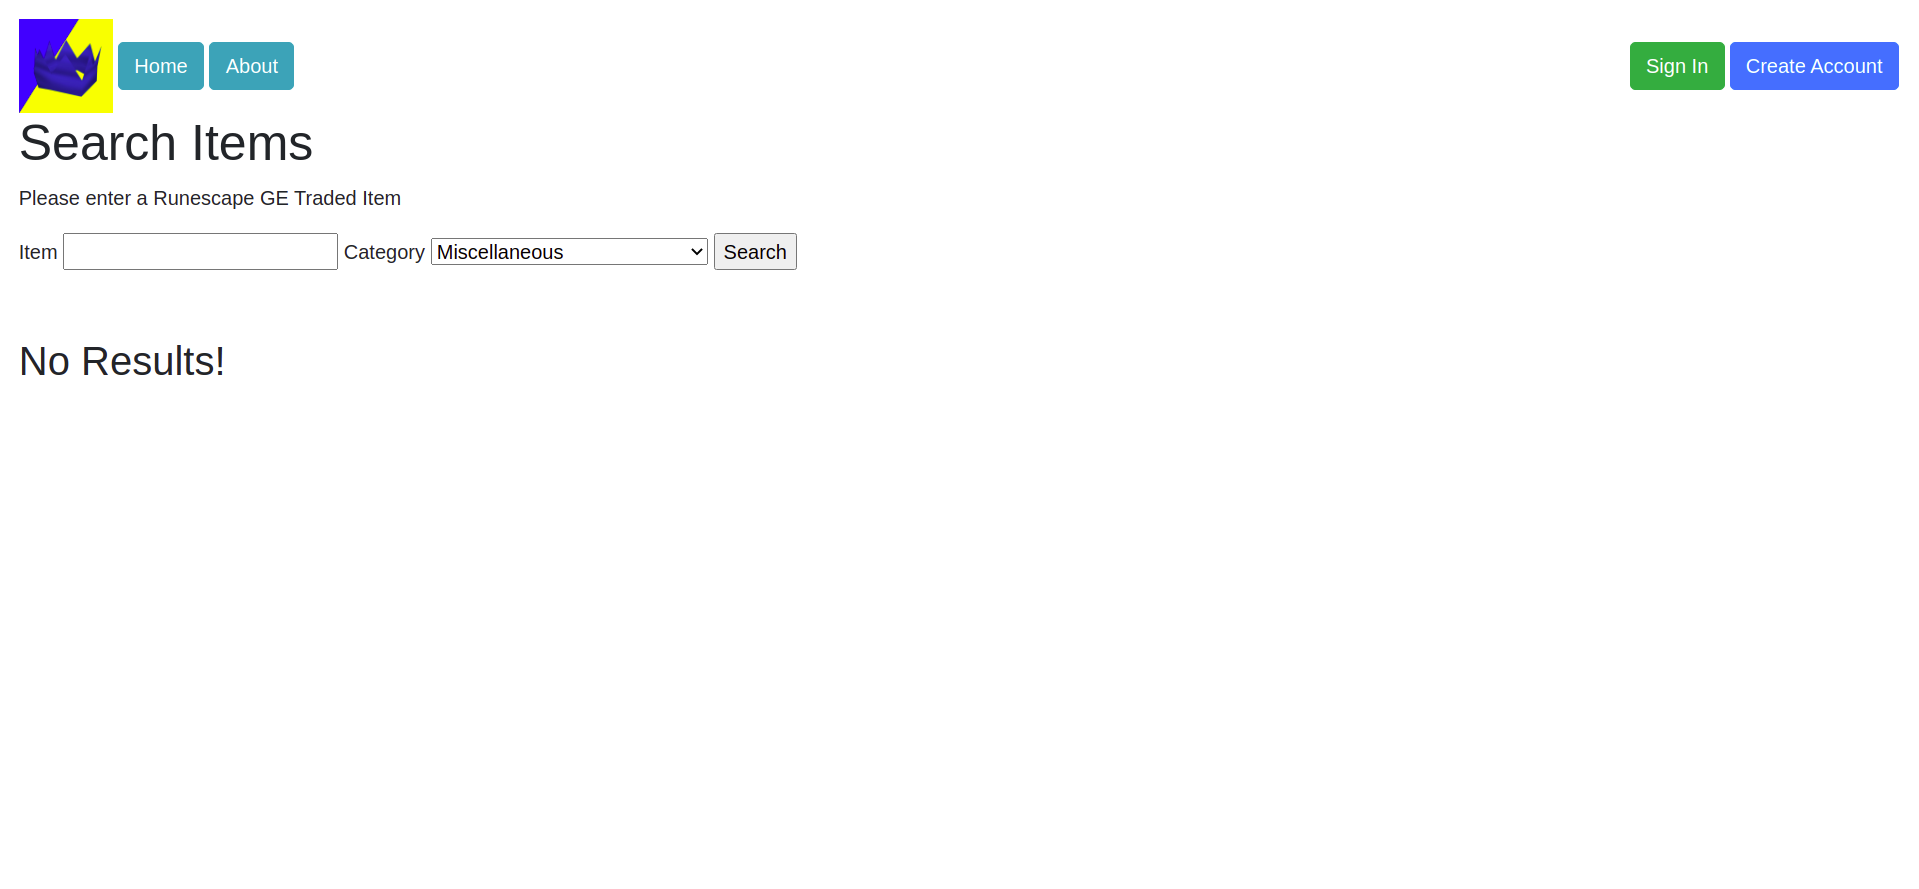 Home About Sign In Create Account
Search Items
Please enter a Runescape GE Traded Item
Item Category Miscellaneous Search
No Results!